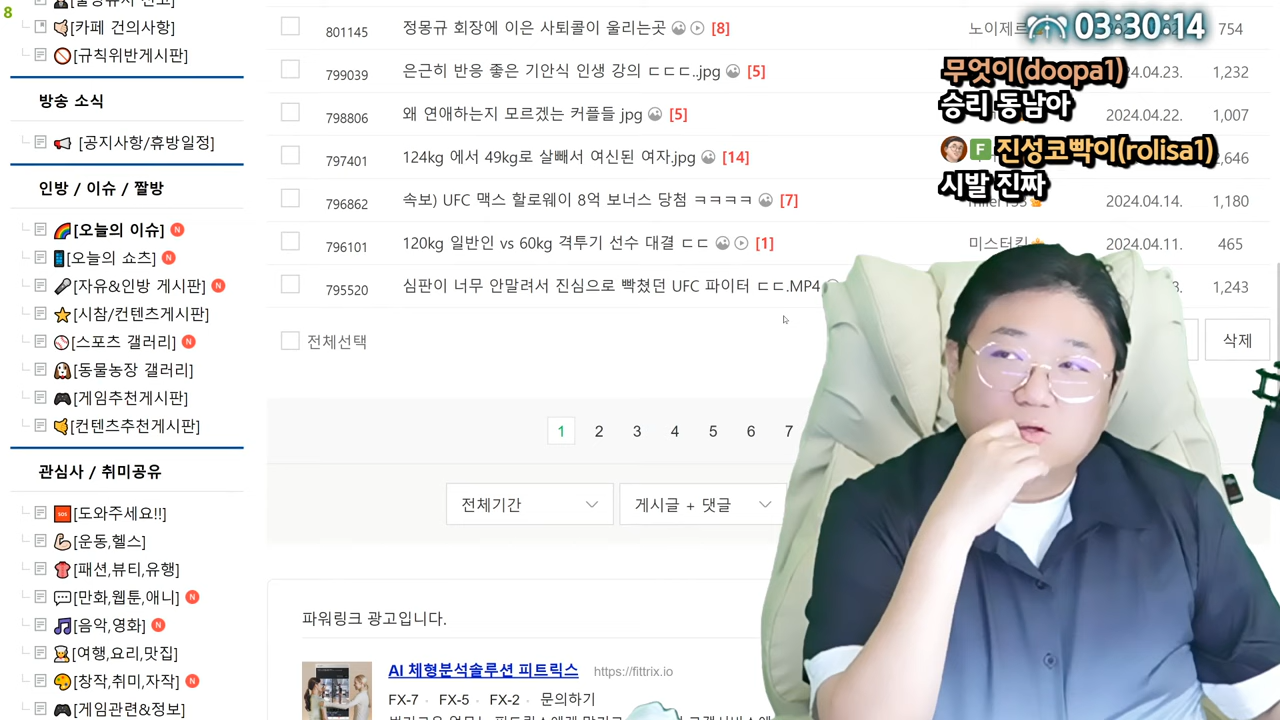 8
[카페 건의사항]
[규칙위반게시판]
방송 소식
[공지사항/휴방일정]
인방 / 이슈 / 짤방
[오늘의 이슈] N
[오늘의 쇼츠] N
[자유&인방 게시판] N
[시참/컨텐츠게시판]
[스포츠 갤러리] N
[동물농장 갤러리]
[게임추천게시판]
[컨텐츠추천게시판]
관심사 / 취미공유
[도와주세요!!]
[운동,헬스]
[패션,뷰티,유행]
[만화,웹툰,애니] N
[음악,영화] N
[여행,요리,맛집]
[창작,취미,자작] N
[게임관련&정보]
801145 정몽규 회장에 이은 사퇴콜이 울리는곳 [8] 노이제르 754
799039 은근히 반응 좋은 기안식 인생 강의 ㄷㄷㄷ..jpg [5] 24.04.23. 1,232
798806 왜 연애하는지 모르겠는 커플들 jpg [5] 2024.04.22. 1,007
797401 124kg 에서 49kg로 살빼서 여신된 여자.jpg [14] ,646
796862 속보) UFC 맥스 할로웨이 8억 보너스 당첨 ㅋㅋㅋㅋ [7] 2024.04.14. 1,180
796101 120kg 일반인 vs 60kg 격투기 선수 대결 ㄷㄷ [1] 미스터킴 2024.04.11. 465
795520 심판이 너무 안말려서 진심으로 빡쳤던 UFC 파이터 ㄷㄷ.MP4 1,243
전체선택
삭제
1 2 3 4 5 6 7
전체기간
게시글 + 댓글
파워링크 광고입니다.
AI 체형분석솔루션 피트릭스 https://fittrix.io
FX-7 · FX-5 · FX-2 · 문의하기
03:30:14
무엇이(doopa1)
승리 동남아
F 진성코빡이(rolisa1)
시발 진짜